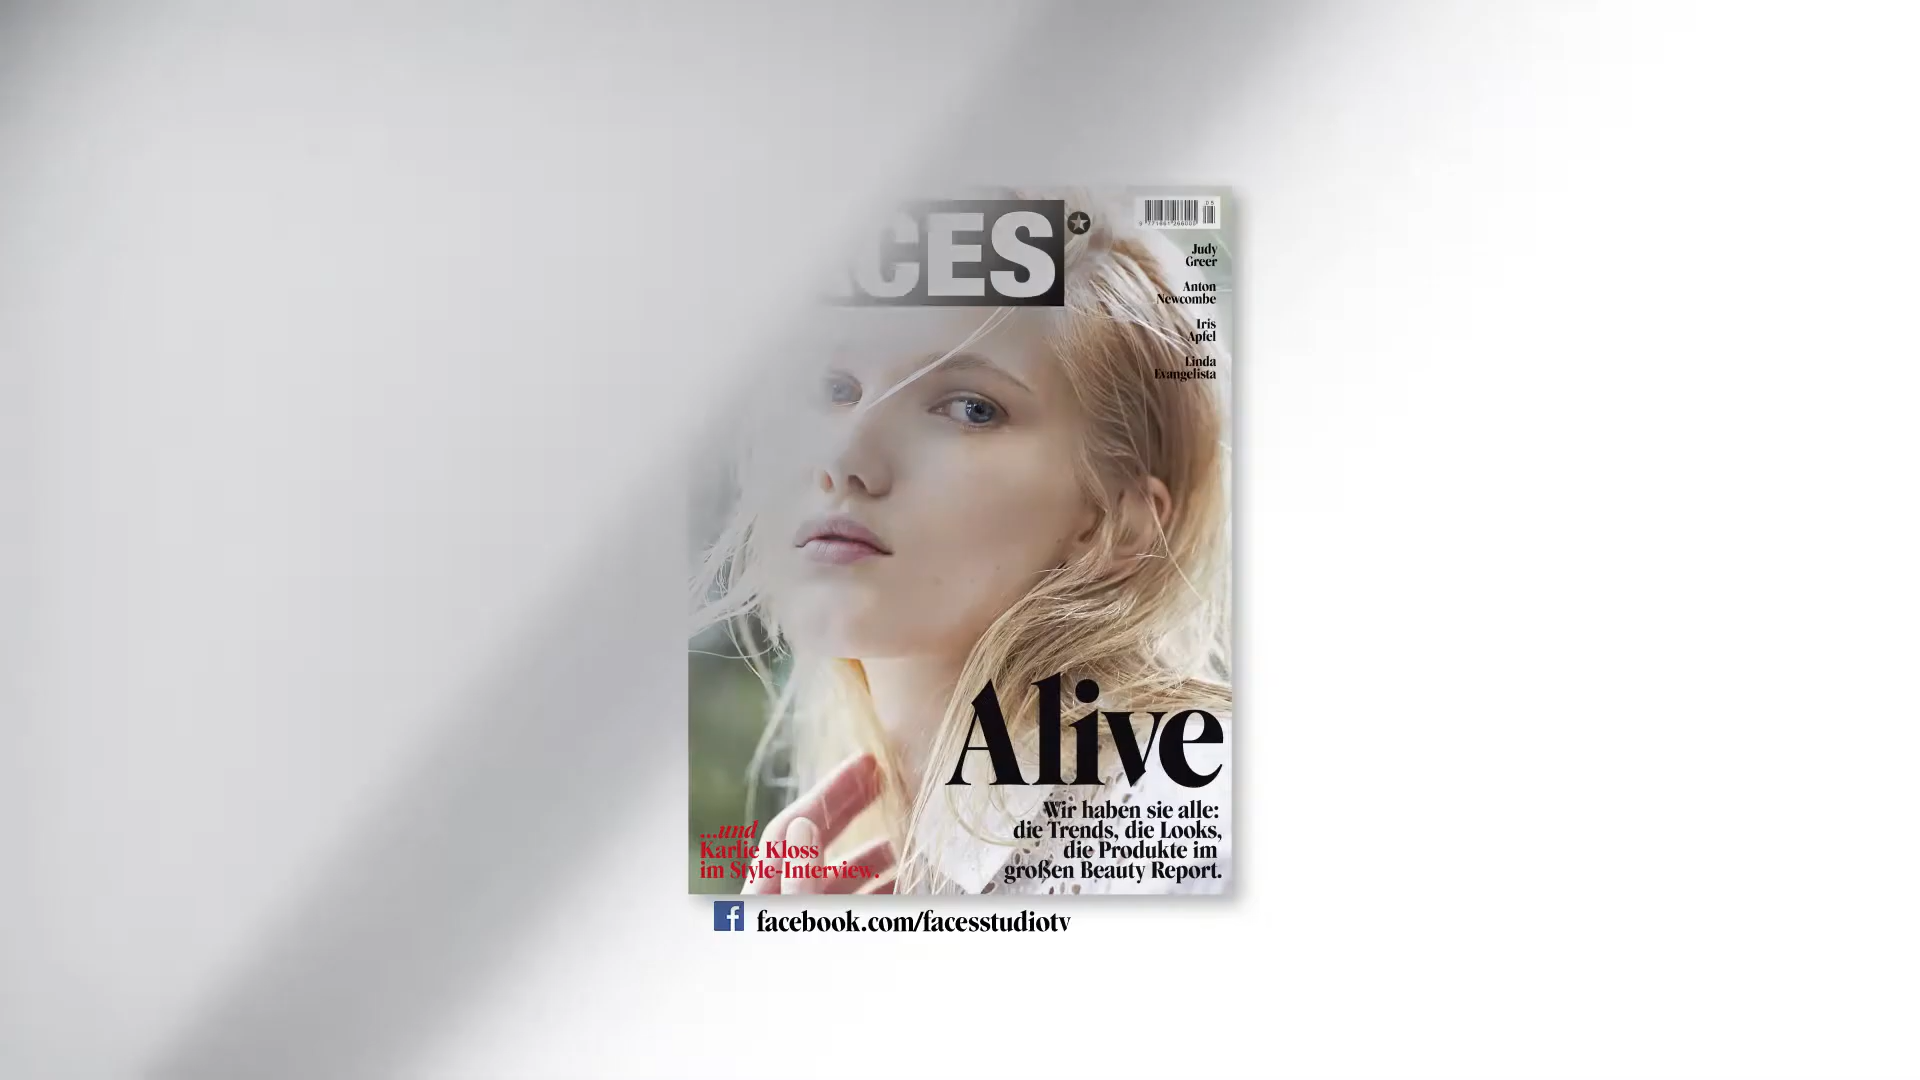 ACES
05
Judy
Greer
Anton
Newcombe
Iris
Apfel
Linda
Evangelista
Alive
Wir haben sie alle:
die Trends, die Looks,
die Produkte im
großen Beauty Report.
...und
Karlie Kloss
im Style-Interview.
facebook.com/facesstudiotv